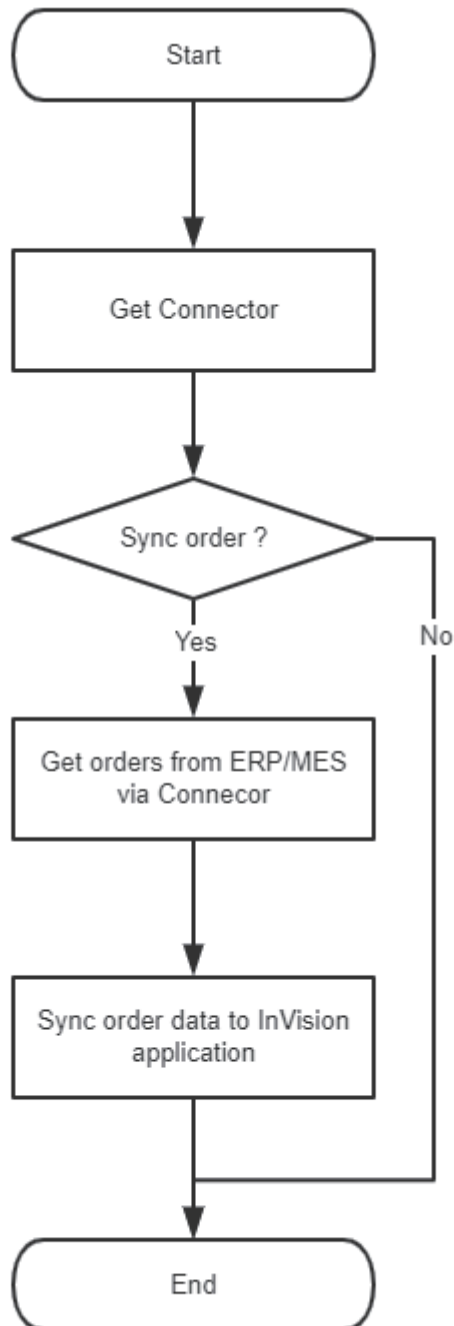 Start
Get Connector
Sync order ?
Yes
No
Get orders from ERP/MES
via Connecor
Sync order data to InVision
application
End